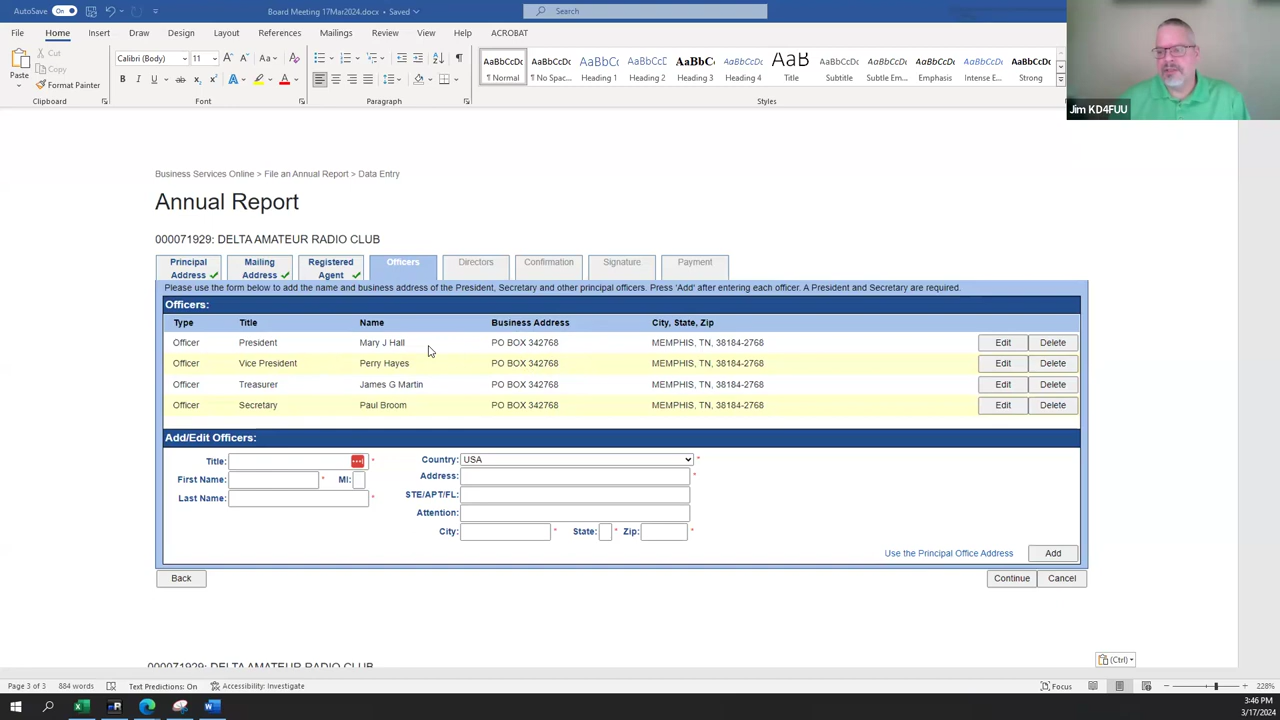 AutoSave On Board Meeting 17Mar2024.docx • Saved Search
File Home Insert Draw Design Layout References Mailings Review View Help ACROBAT
Paste Cut Copy Format Painter
Clipboard
Calibri (Body) 11
Font
Paragraph
AaBbCcDc Normal AaBbCcDc No Spac... AaBbCcI Heading 1 AaBbCcDc Heading 2 AaBbCc Heading 3 AaBbCcDc Heading 4 AaB Title AaBbCcDc Subtitle AaBbCcDc Subtle Em... AaBbCcDc Emphasis AaBbCcDc Intense E... AaBbCcDc Strong
Styles
Jim KD4FUU
Business Services Online > File an Annual Report > Data Entry
Annual Report
000071929: DELTA AMATEUR RADIO CLUB
Principal Address Mailing Address Registered Agent Officers Directors Confirmation Signature Payment
Please use the form below to add the name and business address of the President, Secretary and other principal officers. Press 'Add' after entering each officer. A President and Secretary are required.
Officers:
Type Title Name Business Address City, State, Zip
Officer President Mary J Hall PO BOX 342768 MEMPHIS, TN, 38184-2768 Edit Delete
Officer Vice President Perry Hayes PO BOX 342768 MEMPHIS, TN, 38184-2768 Edit Delete
Officer Treasurer James G Martin PO BOX 342768 MEMPHIS, TN, 38184-2768 Edit Delete
Officer Secretary Paul Broom PO BOX 342768 MEMPHIS, TN, 38184-2768 Edit Delete
Add/Edit Officers:
Title: * Country: USA *
First Name: * MI: Address: *
Last Name: * STE/APT/FL:
Attention:
City: * State: * Zip: *
Use the Principal Office Address Add
Back Continue Cancel
(Ctrl)
000071929: DELTA AMATEUR RADIO CLUB
Page 3 of 3 884 words Text Predictions: On Accessibility: Investigate Focus 228%
3:46 PM
3/17/2024